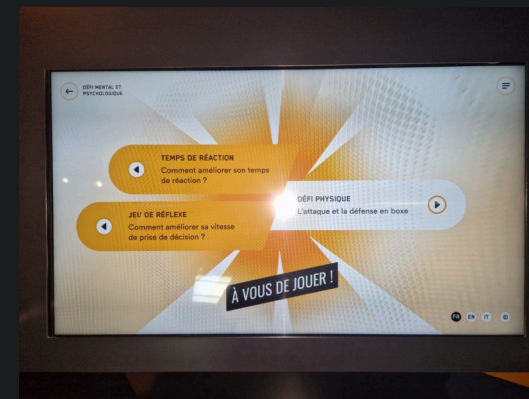 DÉFI MENTAL ET
PSYCHOLOGIQUE
TEMPS DE RÉACTION
Comment améliorer son temps
de réaction ?
JEU DE RÉFLEXE
Comment améliorer sa vitesse
de prise de décision ?
DÉFI PHYSIQUE
L'attaque et la défense en boxe
À VOUS DE JOUER !
FR EN IT